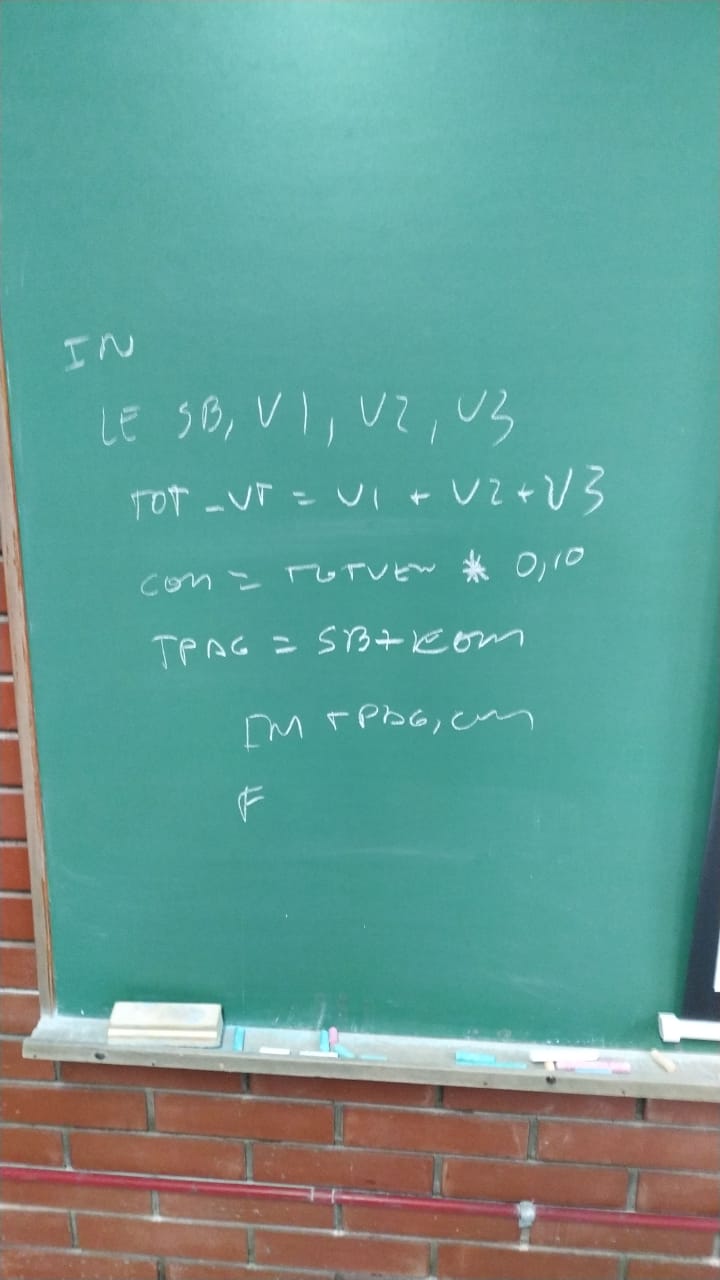 IN
LE SB, V1, V2, V3
TOT_VT = V1 + V2 + V3
COM = TOTVEN * 0,10
TPAG = SB + COM
IM TPAG, COM
F